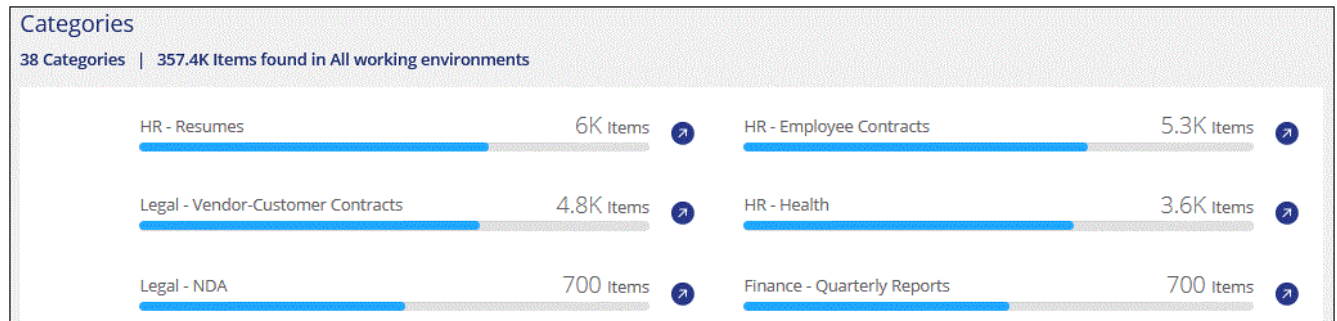 Categories
38 Categories | 357.4K Items found in All working environments
HR - Resumes 6K Items
HR - Employee Contracts 5.3K Items
Legal - Vendor-Customer Contracts 4.8K Items
HR - Health 3.6K Items
Legal - NDA 700 Items
Finance - Quarterly Reports 700 Items